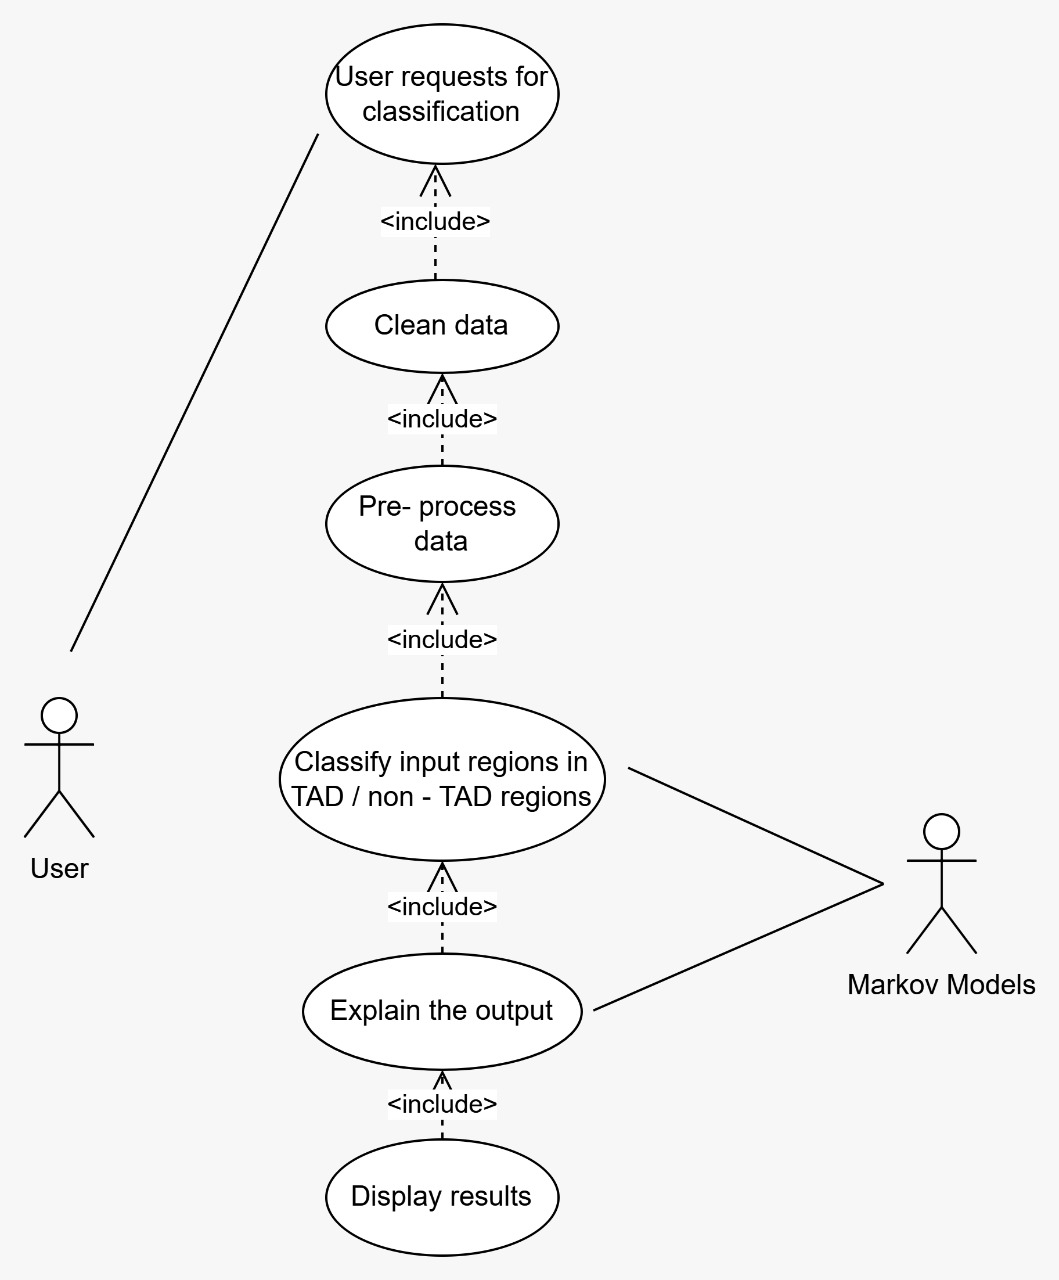 User requests for
classification
<include>
Clean data
<include>
Pre- process
data
<include>
Classify input regions in
TAD / non - TAD regions
User
<include>
Markov Models
Explain the output
<include>
Display results